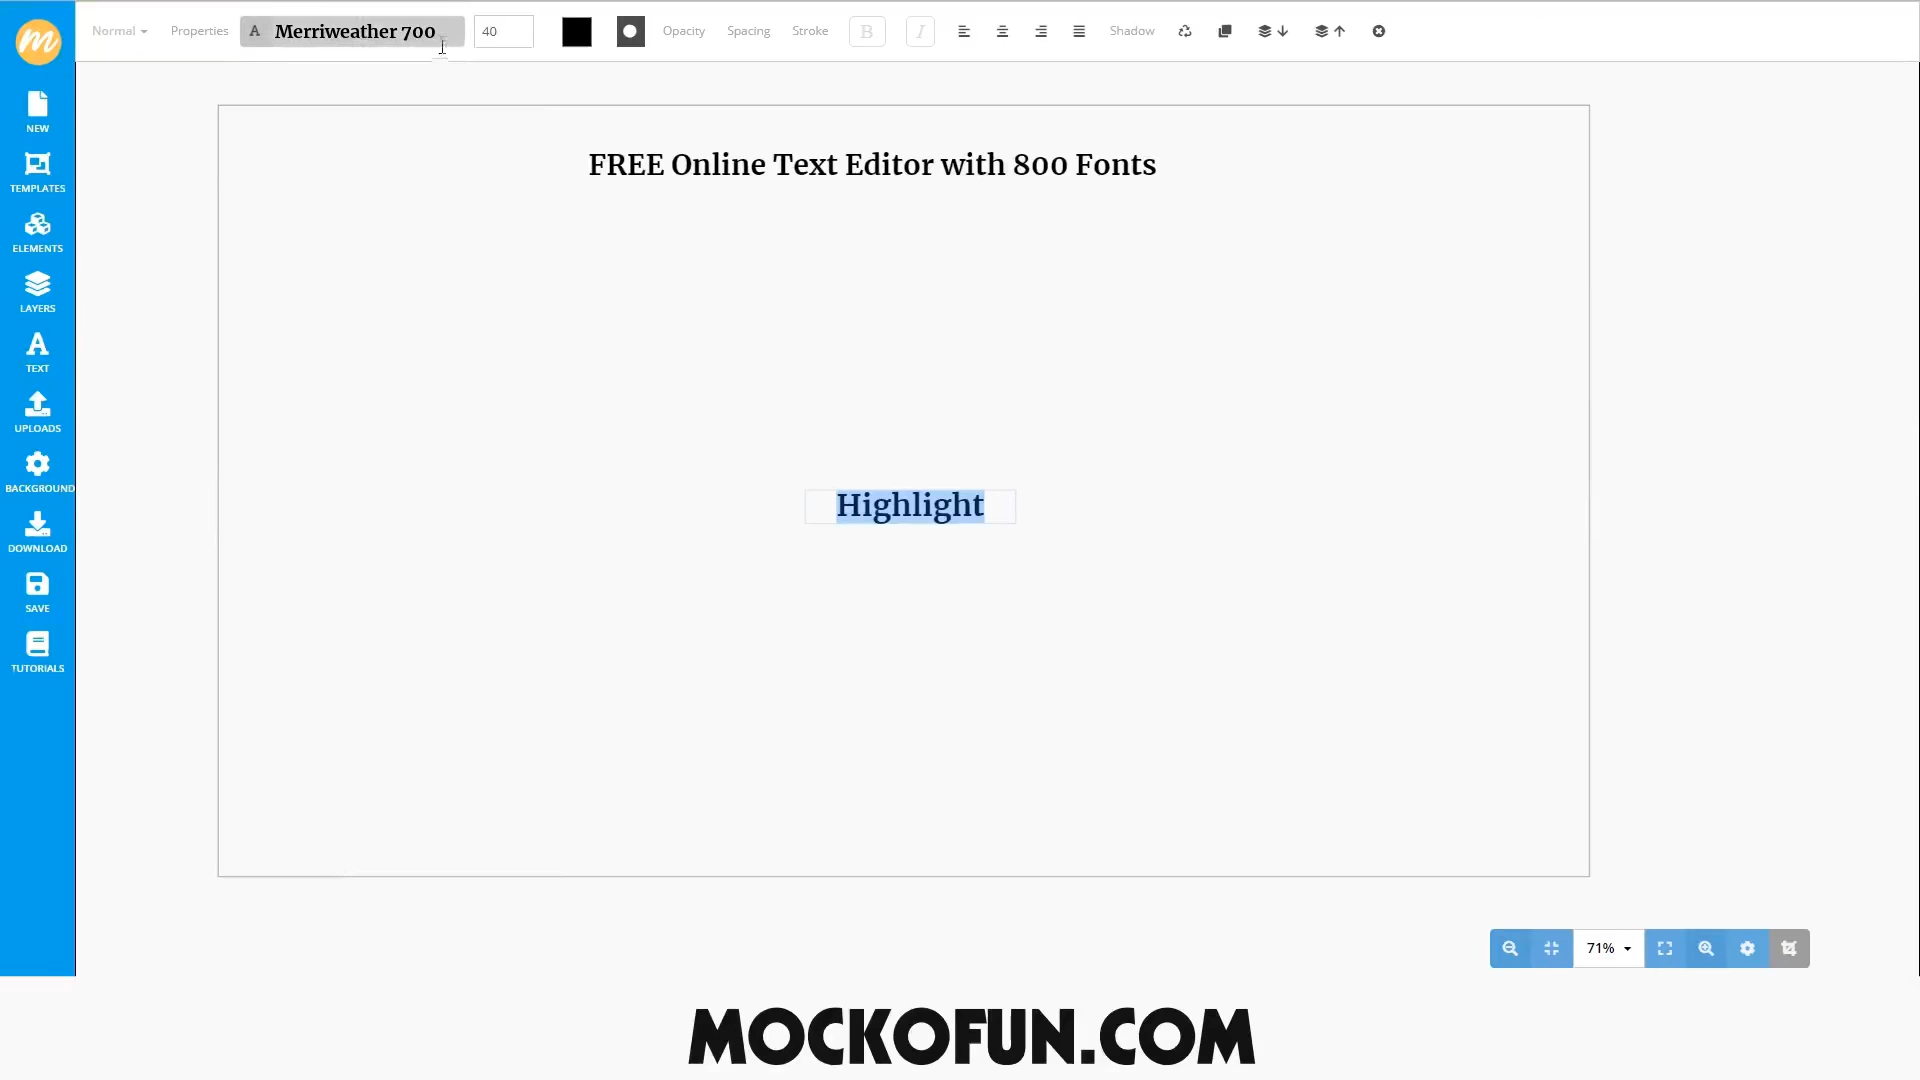 Normal
Properties
A Merriweather 700
40
Opacity
Spacing
Stroke
B
I
Shadow
m
NEW
TEMPLATES
ELEMENTS
LAYERS
A
TEXT
UPLOADS
BACKGROUND
DOWNLOAD
SAVE
TUTORIALS
FREE Online Text Editor with 800 Fonts
Highlight
71%
MOCKOFUN.COM